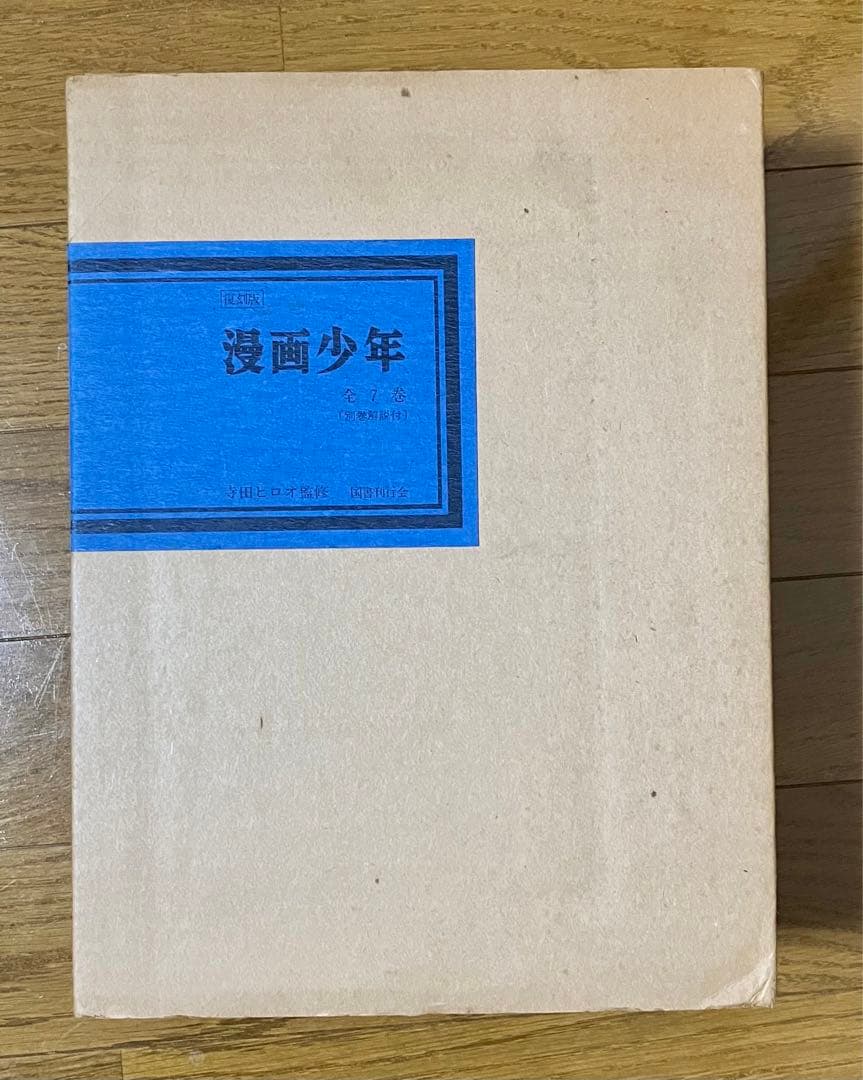 復刻版
漫画少年
全7巻
〔別巻解説付〕
寺田ヒロオ監修 国書刊行会